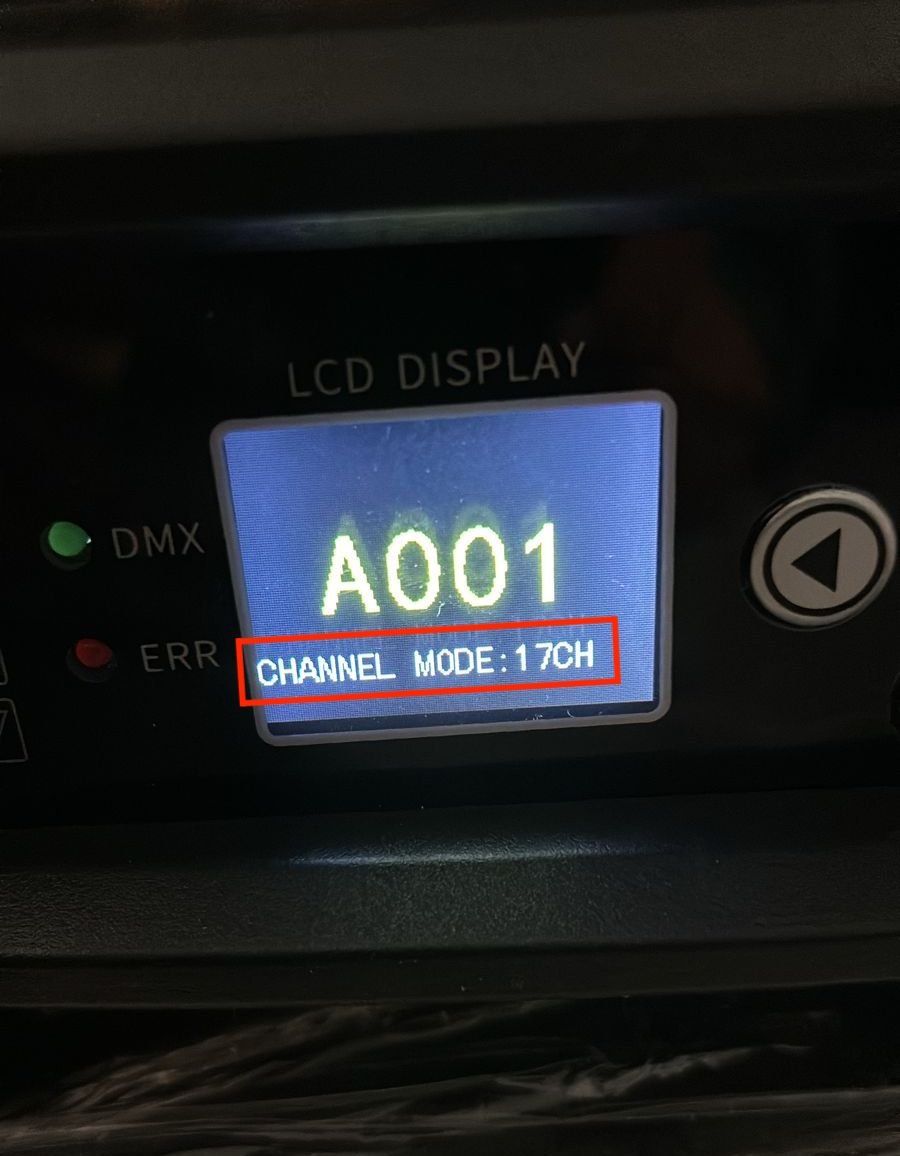 LCD DISPLAY
A001
DMX
ERR
CHANNEL MODE:17CH